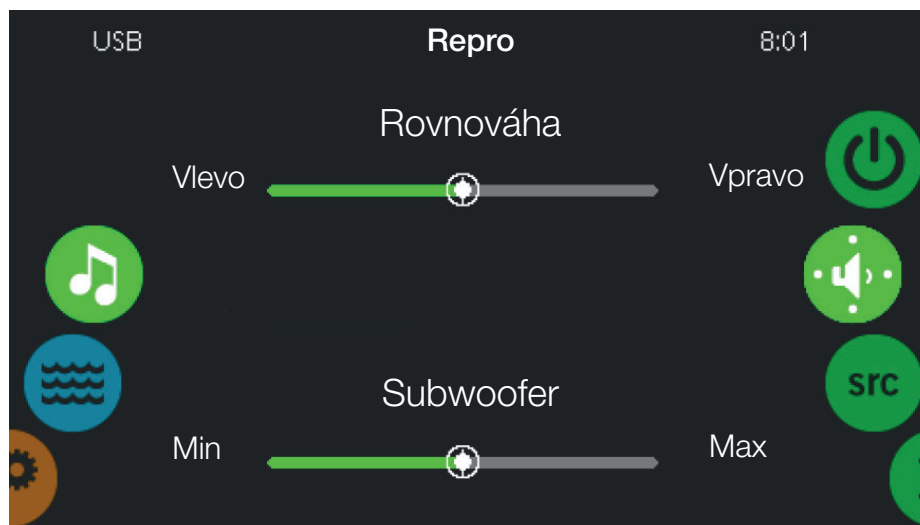 USB Repro 8:01
Rovnováha
Vlevo Vpravo
src
Subwoofer
Min Max